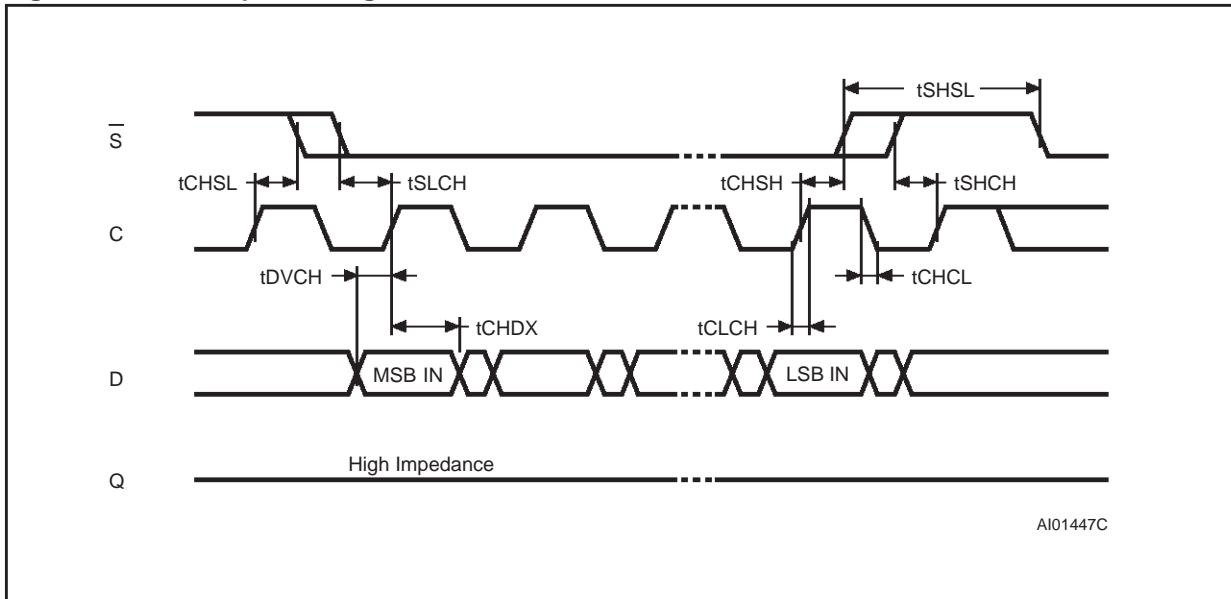 tSHSL
S
tCHSL
tSLCH
tCHSH
tSHCH
C
tDVCH
tCHCL
tCHDX
tCLCH
D
MSB IN
LSB IN
High Impedance
Q
AI01447C